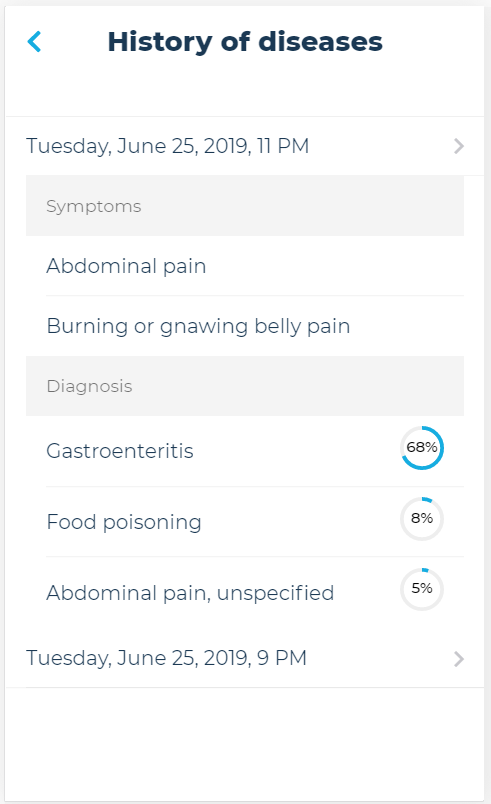 History of diseases
Tuesday, June 25, 2019, 11 PM
Symptoms
Abdominal pain
Burning or gnawing belly pain
Diagnosis
Gastroenteritis 68%
Food poisoning 8%
Abdominal pain, unspecified 5%
Tuesday, June 25, 2019, 9 PM